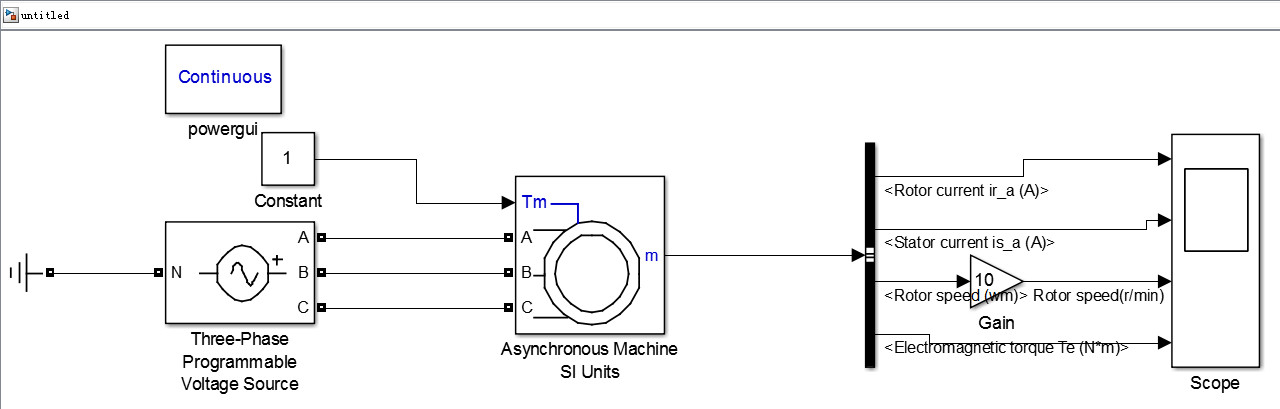 untitled
Continuous
powergui
1
Constant
Tm
A
B
C
m
N
A
B
C
Three-Phase
Programmable
Voltage Source
Asynchronous Machine
SI Units
<Rotor current ir_a (A)>
<Stator current is_a (A)>
10
<Rotor speed (wm)>
Rotor speed(r/min)
Gain
<Electromagnetic torque Te (N*m)>
Scope